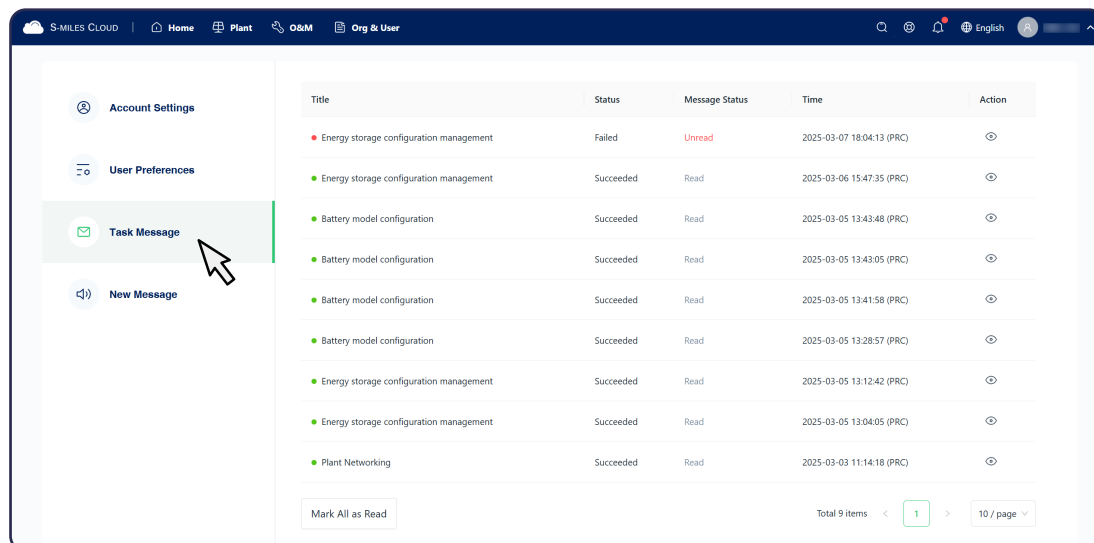 S-MILES CLOUD | Home Plant O&M Org & User English A
Account Settings
User Preferences
Task Message
New Message
Title Status Message Status Time Action
Energy storage configuration management Failed Unread 2025-03-07 18:04:13 (PRC)
Energy storage configuration management Succeeded Read 2025-03-06 15:47:35 (PRC)
Battery model configuration Succeeded Read 2025-03-05 13:43:48 (PRC)
Battery model configuration Succeeded Read 2025-03-05 13:43:05 (PRC)
Battery model configuration Succeeded Read 2025-03-05 13:41:58 (PRC)
Battery model configuration Succeeded Read 2025-03-05 13:28:57 (PRC)
Energy storage configuration management Succeeded Read 2025-03-05 13:12:42 (PRC)
Energy storage configuration management Succeeded Read 2025-03-05 13:04:05 (PRC)
Plant Networking Succeeded Read 2025-03-03 11:14:18 (PRC)
Mark All as Read Total 9 items < 1 > 10 / page